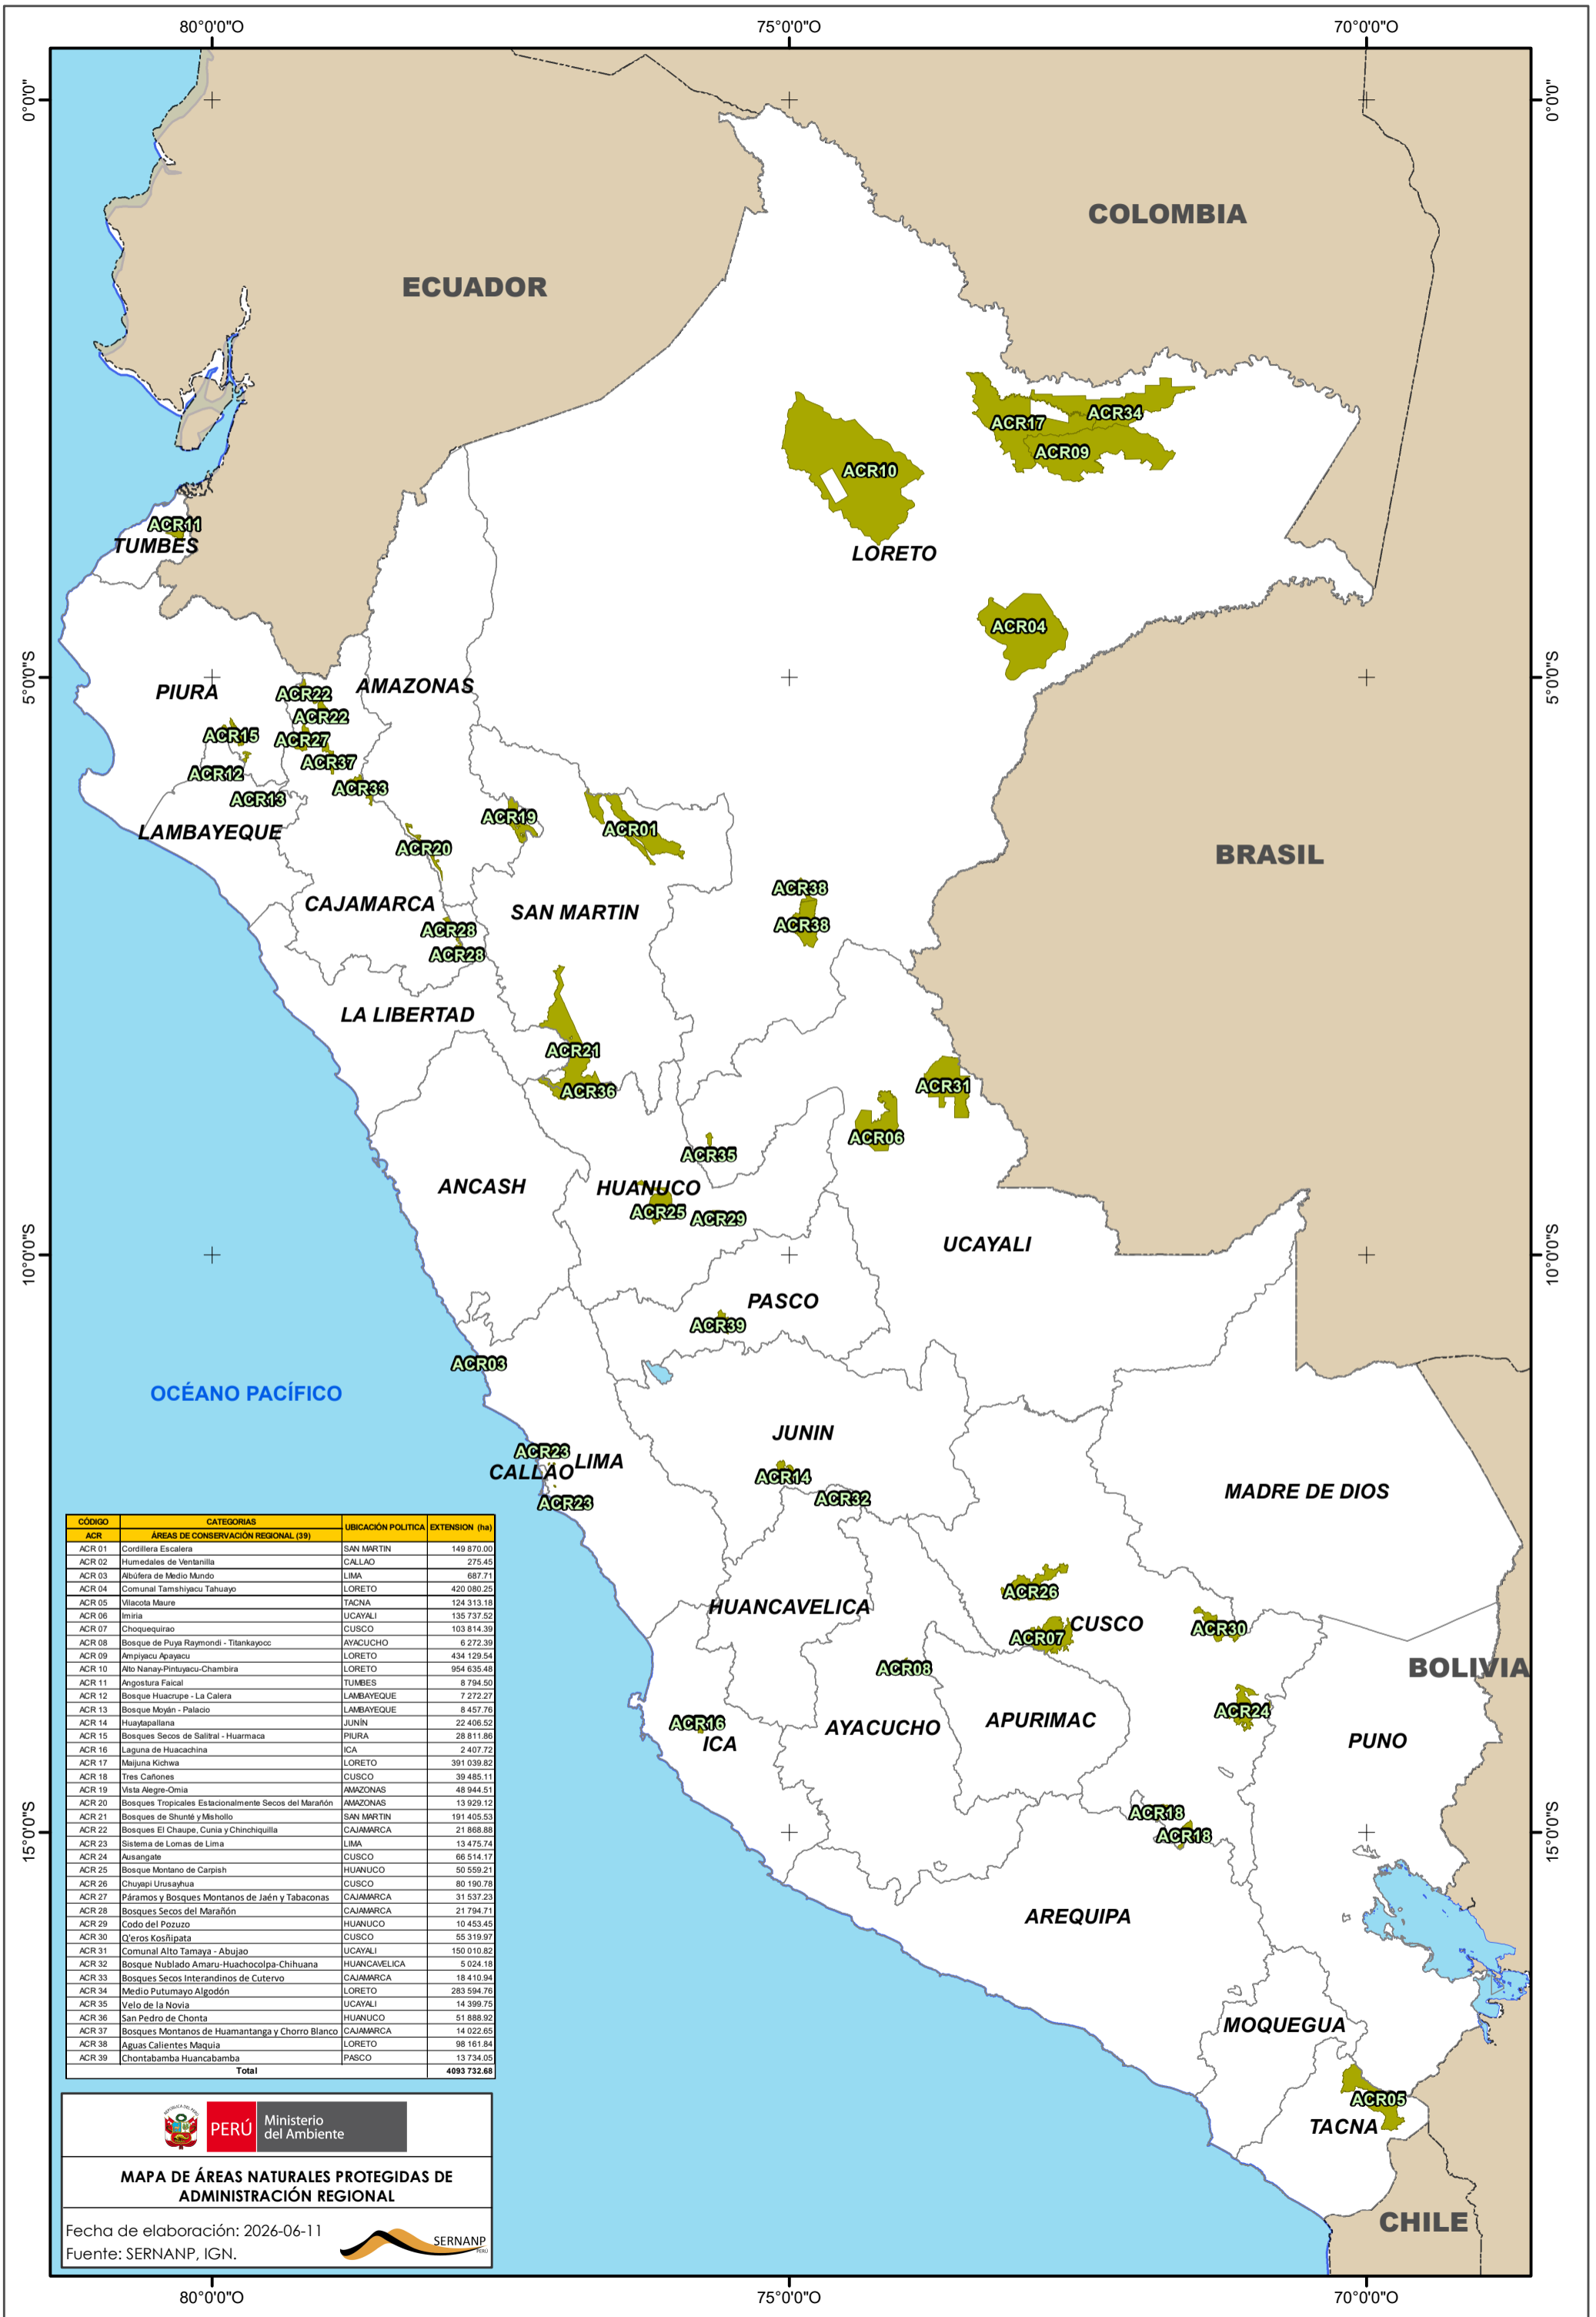 80°0'0"O 75°0'0"O 70°0'0"O
0°0'0" 0°0'0"
COLOMBIA
ECUADOR
ACR34
ACR17
ACR09
ACR10
ACR11
TUMBES
LORETO
ACR04
5°0'0"S 5°0'0"S
PIURA
AMAZONAS
ACR22
ACR22
ACR15
ACR27
ACR37
ACR12
ACR33
ACR13
ACR19
ACR01
LAMBAYEQUE
ACR20
BRASIL
ACR38
CAJAMARCA
SAN MARTIN
ACR38
ACR28
ACR28
LA LIBERTAD
ACR21
ACR31
ACR36
ACR06
ACR35
ANCASH
HUANUCO
ACR25
ACR29
UCAYALI
10°0'0"S 10°0'0"S
PASCO
ACR39
ACR03
OCÉANO PACÍFICO
JUNIN
ACR23
LIMA
CALLAO
ACR14
MADRE DE DIOS
ACR32
ACR23
ACR26
HUANCAVELICA
CUSCO
ACR30
ACR07
ACR08
BOLIVIA
ACR24
ACR16
ICA
AYACUCHO
APURIMAC
PUNO
ACR18
ACR18
15°0'0"S 15°0'0"S
AREQUIPA
MOQUEGUA
ACR05
TACNA
CHILE
CÓDIGO CATEGORIAS UBICACIÓN POLITICA EXTENSION (ha)
ACR ÁREAS DE CONSERVACIÓN REGIONAL (39)
ACR 01 Cordillera Escalera SAN MARTIN 149 870.00
ACR 02 Humedales de Ventanilla CALLAO 275.45
ACR 03 Albúfera de Medio Mundo LIMA 687.71
ACR 04 Comunal Tamshiyacu Tahuayo LORETO 420 080.25
ACR 05 Vilacota Maure TACNA 124 313.18
ACR 06 Imiria UCAYALI 135 737.52
ACR 07 Choquequirao CUSCO 103 814.39
ACR 08 Bosque de Puya Raymondi - Titankayocc AYACUCHO 6 272.39
ACR 09 Ampiyacu Apayacu LORETO 434 129.54
ACR 10 Alto Nanay-Pintuyacu-Chambira LORETO 954 635.48
ACR 11 Angostura Faical TUMBES 8 794.50
ACR 12 Bosque Huacrupe - La Calera LAMBAYEQUE 7 272.27
ACR 13 Bosque Moyán - Palacio LAMBAYEQUE 8 457.76
ACR 14 Huaytapallana JUNÍN 22 406.52
ACR 15 Bosques Secos de Salitral - Huarmaca PIURA 28 811.86
ACR 16 Laguna de Huacachina ICA 2 407.72
ACR 17 Maijuna Kichwa LORETO 391 039.82
ACR 18 Tres Cañones CUSCO 39 485.11
ACR 19 Vista Alegre-Omia AMAZONAS 48 944.51
ACR 20 Bosques Tropicales Estacionalmente Secos del Marañón AMAZONAS 13 929.12
ACR 21 Bosques de Shunté y Mishollo SAN MARTIN 191 405.53
ACR 22 Bosques El Chaupe, Cunia y Chinchiquilla CAJAMARCA 21 868.88
ACR 23 Sistema de Lomas de Lima LIMA 13 475.74
ACR 24 Ausangate CUSCO 66 514.17
ACR 25 Bosque Montano de Carpish HUANUCO 50 559.21
ACR 26 Chuyapi Urusayhua CUSCO 80 190.78
ACR 27 Páramos y Bosques Montanos de Jaén y Tabaconas CAJAMARCA 31 537.23
ACR 28 Bosques Secos del Marañón CAJAMARCA 21 794.71
ACR 29 Codo del Pozuzo HUANUCO 10 453.45
ACR 30 Q'eros Kosñipata CUSCO 55 319.97
ACR 31 Comunal Alto Tamaya - Abujao UCAYALI 150 010.82
ACR 32 Bosque Nublado Amaru-Huachocolpa-Chihuana HUANCAVELICA 5 024.18
ACR 33 Bosques Secos Interandinos de Cutervo CAJAMARCA 18 410.94
ACR 34 Medio Putumayo Algodón LORETO 283 594.76
ACR 35 Velo de la Novia UCAYALI 14 399.75
ACR 36 San Pedro de Chonta HUANUCO 51 888.92
ACR 37 Bosques Montanos de Huamantanga y Chorro Blanco CAJAMARCA 14 022.65
ACR 38 Aguas Calientes Maquia LORETO 98 161.84
ACR 39 Chontabamba Huancabamba PASCO 13 734.05
Total 4093 732.68
REPÚBLICA DEL PERÚ
PERÚ Ministerio
del Ambiente
MAPA DE ÁREAS NATURALES PROTEGIDAS DE
ADMINISTRACIÓN REGIONAL
Fecha de elaboración: 2026-06-11
Fuente: SERNANP, IGN.
SERNANP
PERÚ
80°0'0"O 75°0'0"O 70°0'0"O